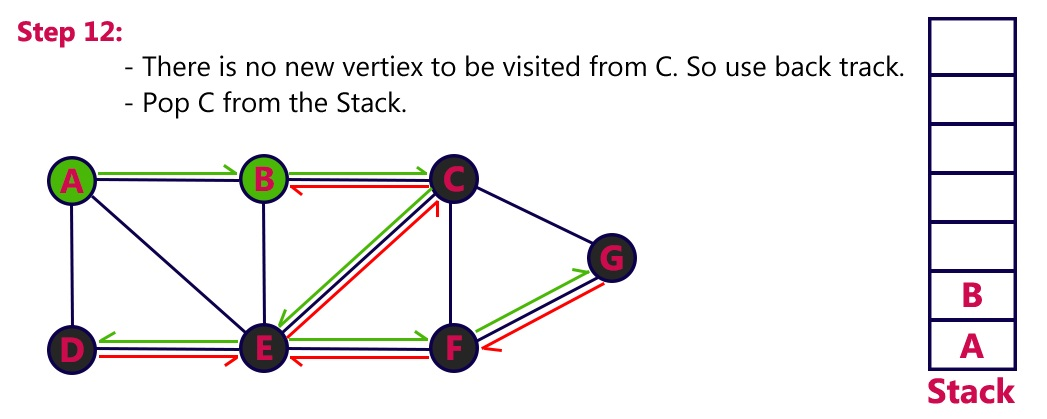 Step 12:
- There is no new vertiex to be visited from C. So use back track.
- Pop C from the Stack.
A
B
C
G
D
E
F
B
A
Stack